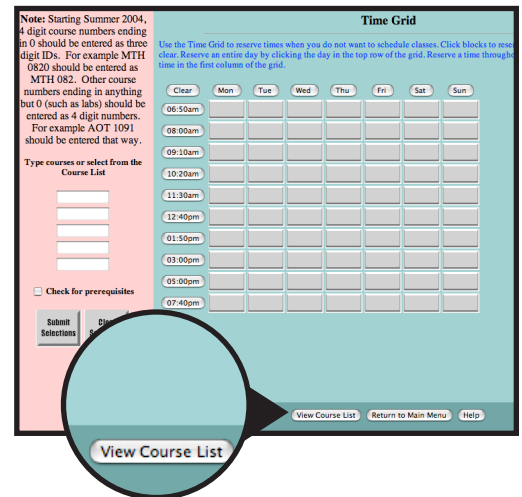 Note: Starting Summer 2004,
4 digit course numbers ending
in 0 should be entered as three
digit IDs. For example MTH
0820 should be entered as
MTH 082. Other course
numbers ending in anything
but 0 (such as labs) should be
entered as 4 digit numbers.
For example AOT 1091
should be entered that way.
Type courses or select from the
Course List
Check for prerequisites
Submit
Selections
Time Grid
Use the Time Grid to reserve times when you do not want to schedule classes. Click blocks to
clear. Reserve an entire day by clicking the day in the top row of the grid. Reserve a time
time in the first column of the grid.
Clear Mon Tue Wed Thu Fri Sat Sun
06:50am
08:00am
09:10am
10:20am
11:30am
12:40pm
01:50pm
03:00pm
05:00pm
07:40pm
View Course List Return to Main Menu Help
View Course List